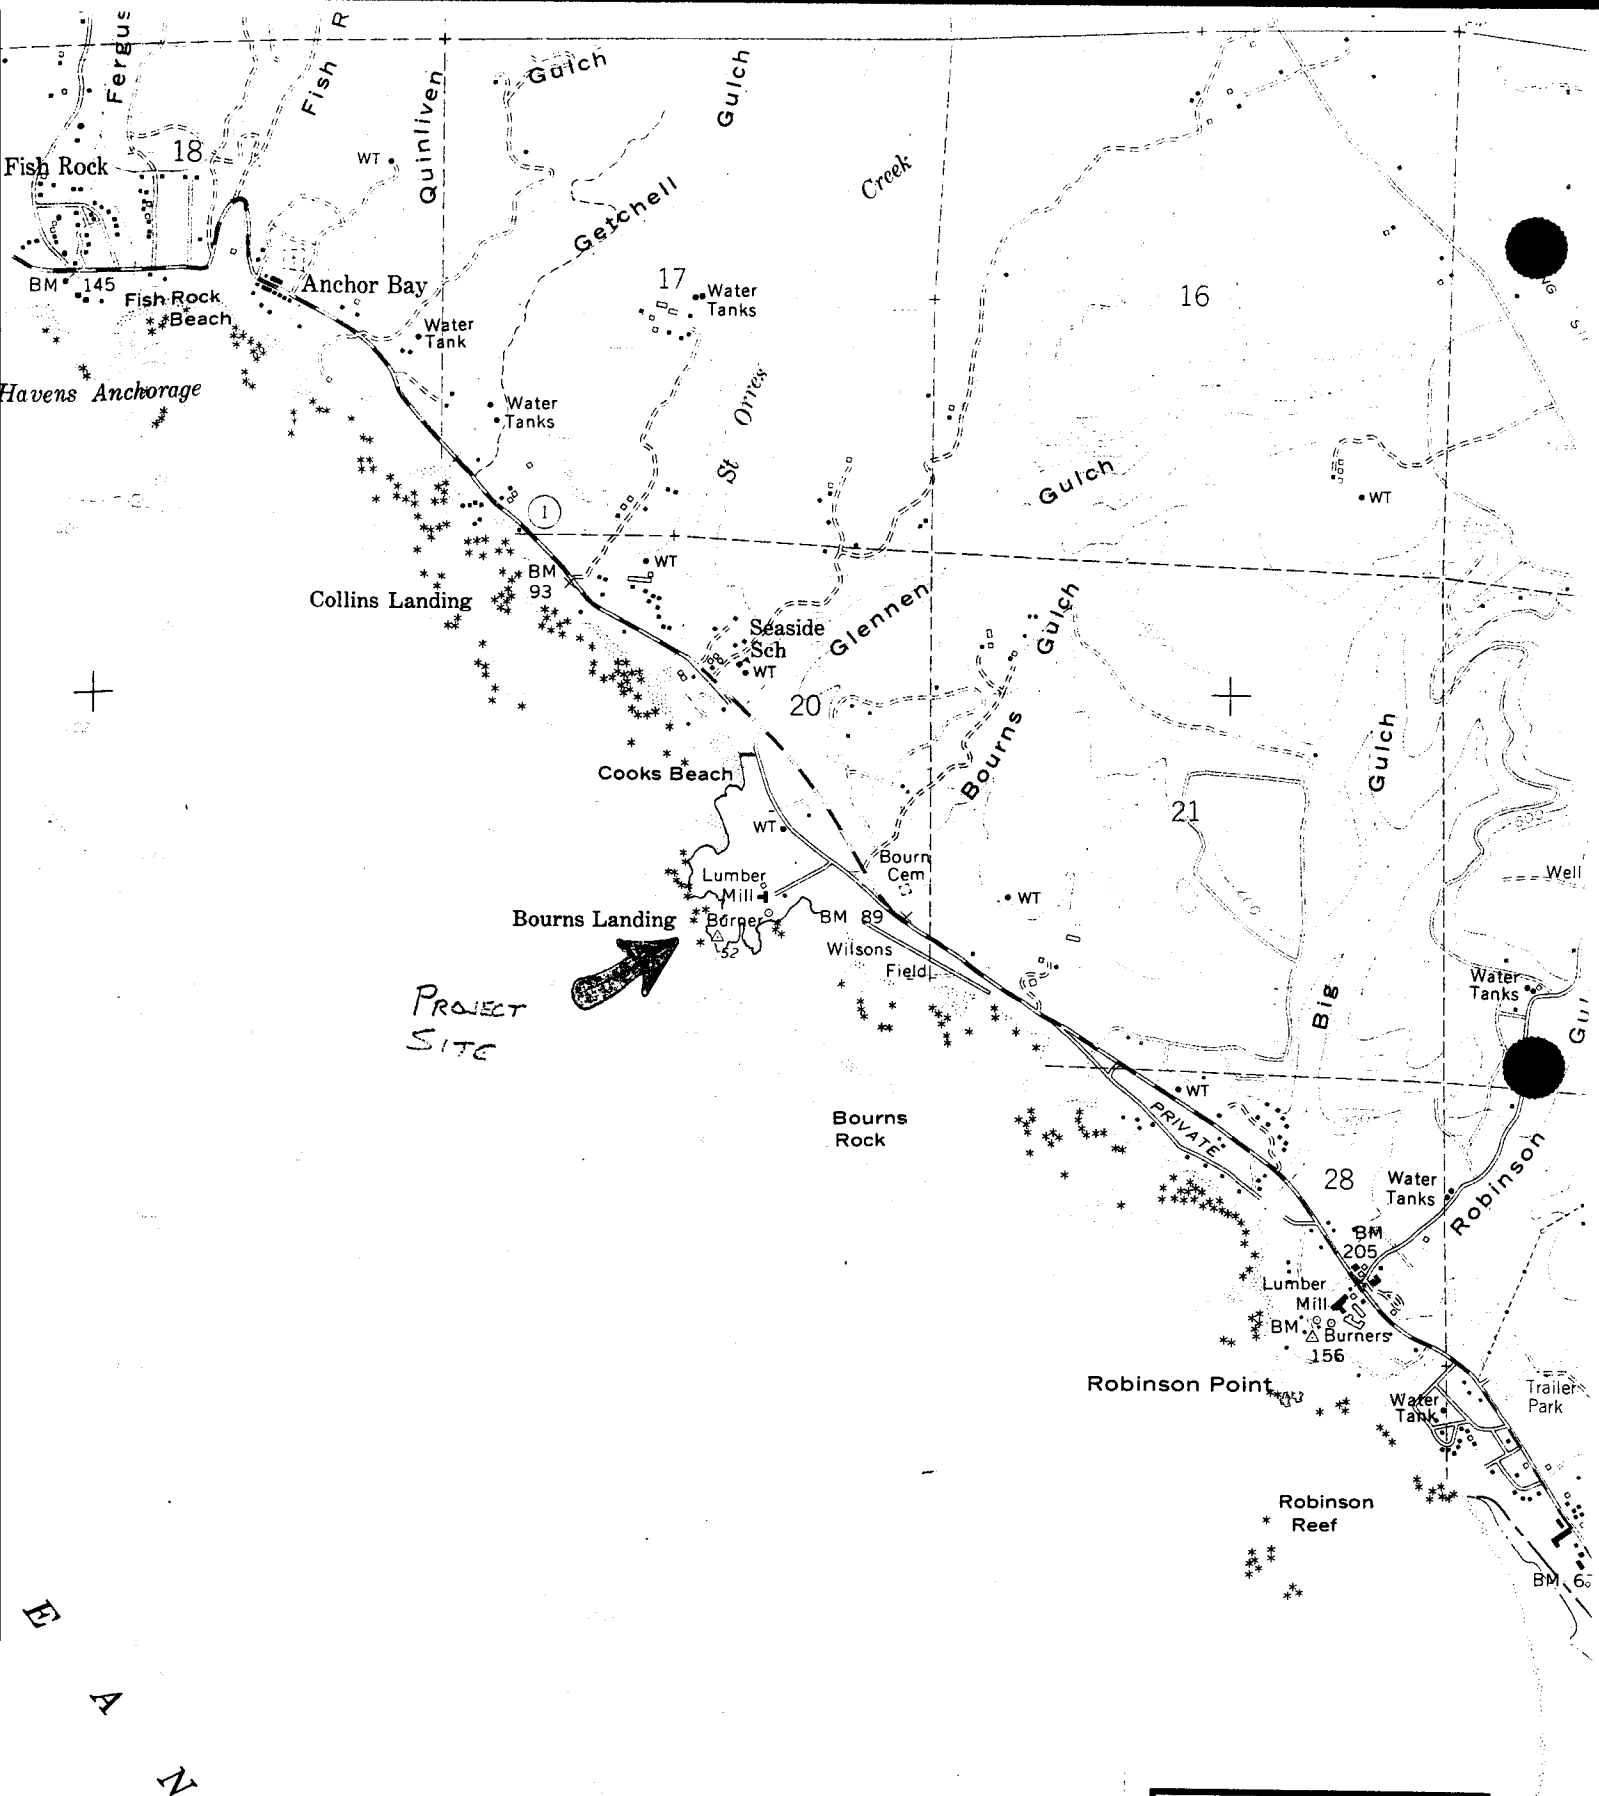 Fergus
Fish R
Quinliven
Gulch
Gulch
18
WT
Fish Rock
Creek
Getchell
BM 145
Anchor Bay
Fish Rock
Beach
17
Water
Tanks
16
Water
Tank
Havens Anchorage
Water
Tanks
St Orres
Gulch
WT
1
BM
93
WT
Collins Landing
Glennen
Gulch
Seaside
Sch
WT
20
Bourns
Gulch
Cooks Beach
21
WT
600
Bourn
Cem
Well
Lumber
Mill
WT
Bourns Landing
Burner
52
BM 89
Wilsons
Field
Water
Tanks
PROJECT
SITE
Big
Gul
WT
PRIVATE
Bourns
Rock
28
Water
Tanks
Robinson
BM
205
Lumber
Mill
BM
Burners
156
Robinson Point
Water
Tank
Trailer
Park
Robinson
Reef
BM
E
A
N